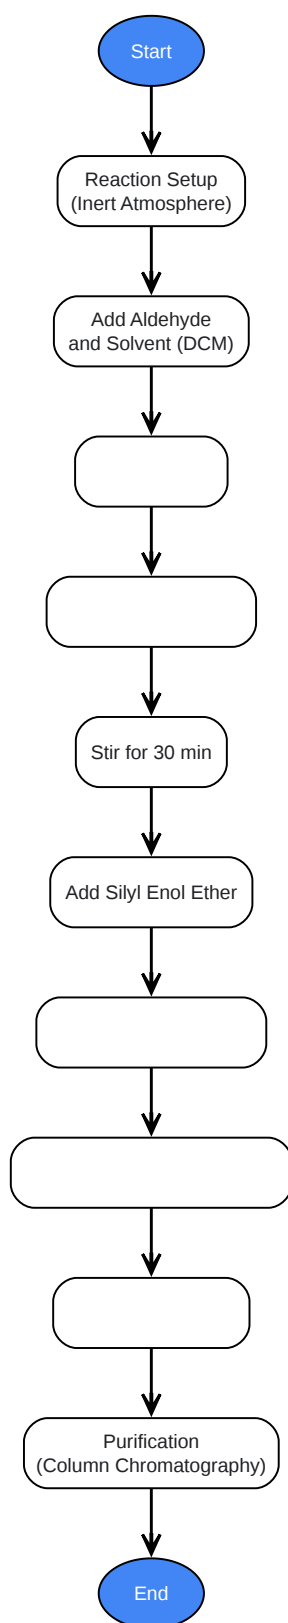 Start
Reaction Setup
(Inert Atmosphere)
Add Aldehyde
and Solvent (DCM)
Stir for 30 min
Add Silyl Enol Ether
Purification
(Column Chromatography)
End